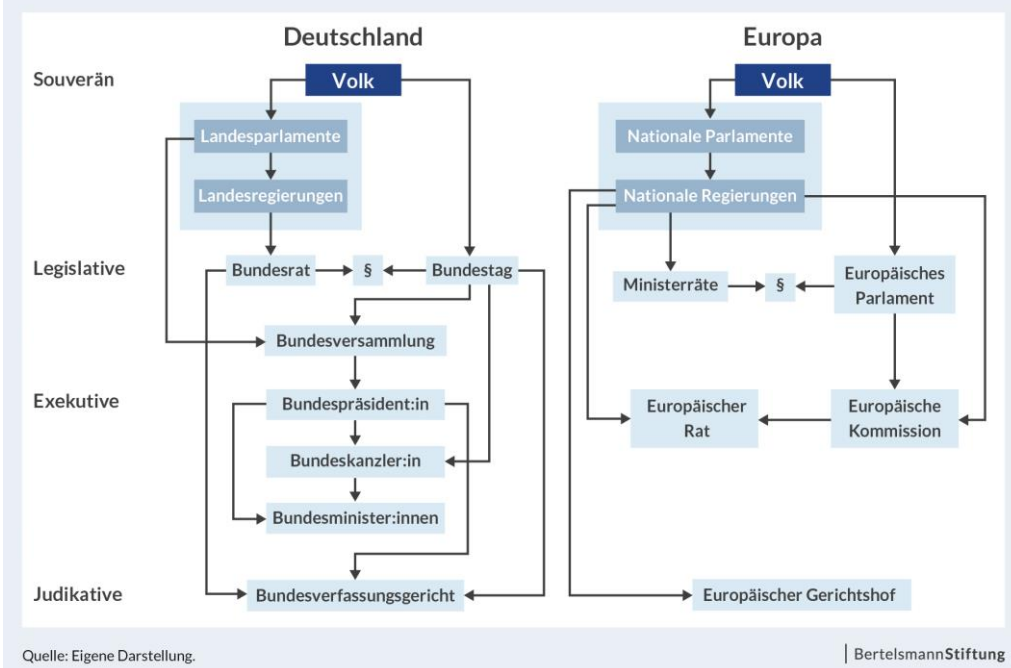 Deutschland
Europa
Souverän
Volk
Volk
Landesparlamente
Nationale Parlamente
Landesregierungen
Nationale Regierungen
Legislative
Bundesrat
§
Bundestag
Ministerräte
§
Europäisches
Parlament
Bundesversammlung
Exekutive
Bundespräsident:in
Europäischer
Rat
Europäische
Kommission
Bundeskanzler:in
Bundesminister:innen
Judikative
Bundesverfassungsgericht
Europäischer Gerichtshof
Quelle: Eigene Darstellung.
BertelsmannStiftung